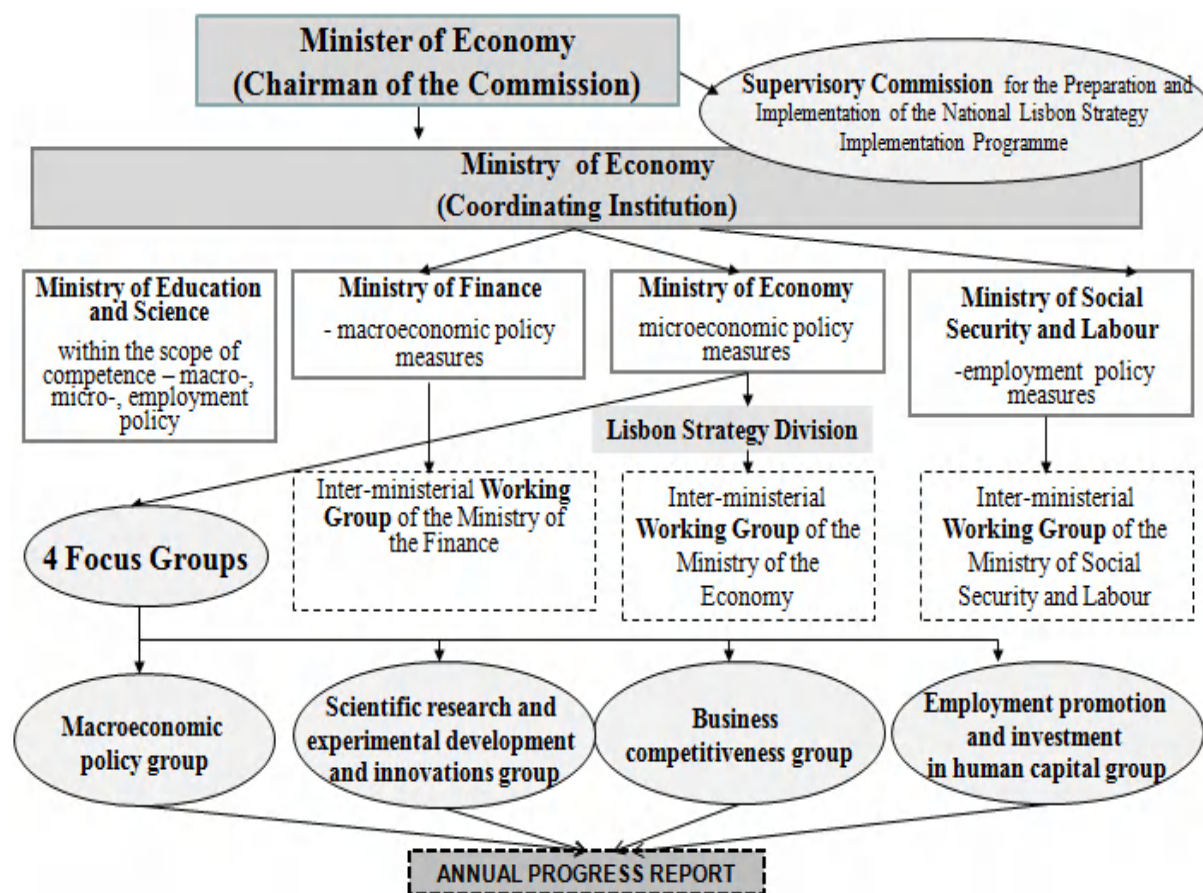 Minister of Economy
(Chairman of the Commission)
Supervisory Commission for the Preparation and
Implementation of the National Lisbon Strategy
Implementation Programme
Ministry of Economy
(Coordinating Institution)
Ministry of Education
and Science
within the scope of
competence – macro-,
micro-, employment
policy
Ministry of Finance
- macroeconomic policy
measures
Ministry of Economy
microeconomic policy
measures
Ministry of Social
Security and Labour
-employment policy
measures
Lisbon Strategy Division
Inter-ministerial Working
Group of the Ministry of
the Finance
Inter-ministerial
Working Group of the
Ministry of the
Economy
Inter-ministerial
Working Group of the
Ministry of Social
Security and Labour
4 Focus Groups
Macroeconomic
policy group
Scientific research and
experimental development
and innovations group
Business
competitiveness group
Employment promotion
and investment
in human capital group
ANNUAL PROGRESS REPORT